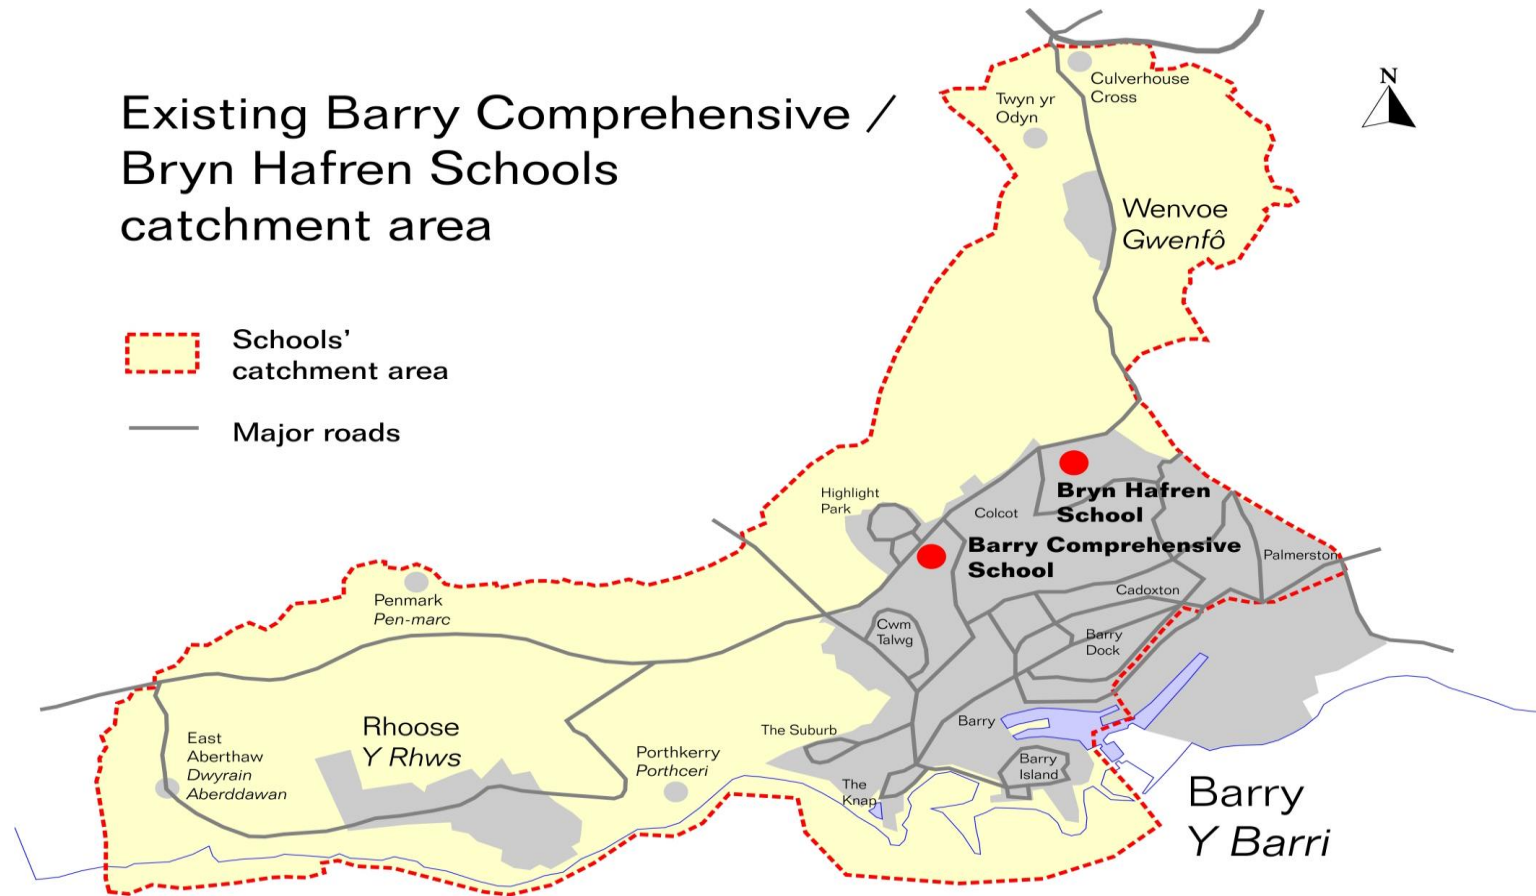 Existing Barry Comprehensive /
Bryn Hafren Schools
catchment area
Schools’
catchment area
Major roads
N
Culverhouse
Cross
Twyn yr
Odyn
Wenvoe
Gwenfô
Highlight
Park
Colcot
Bryn Hafren
School
Barry Comprehensive
School
Palmerston
Cadoxton
Cwm
Talwg
Barry
Dock
Penmark
Pen-marc
Rhoose
Y Rhws
East
Aberthaw
Dwyrain
Aberddawan
Porthkerry
Porthceri
The Suburb
Barry
Barry
Island
The
Knap
Barry
Y Barri